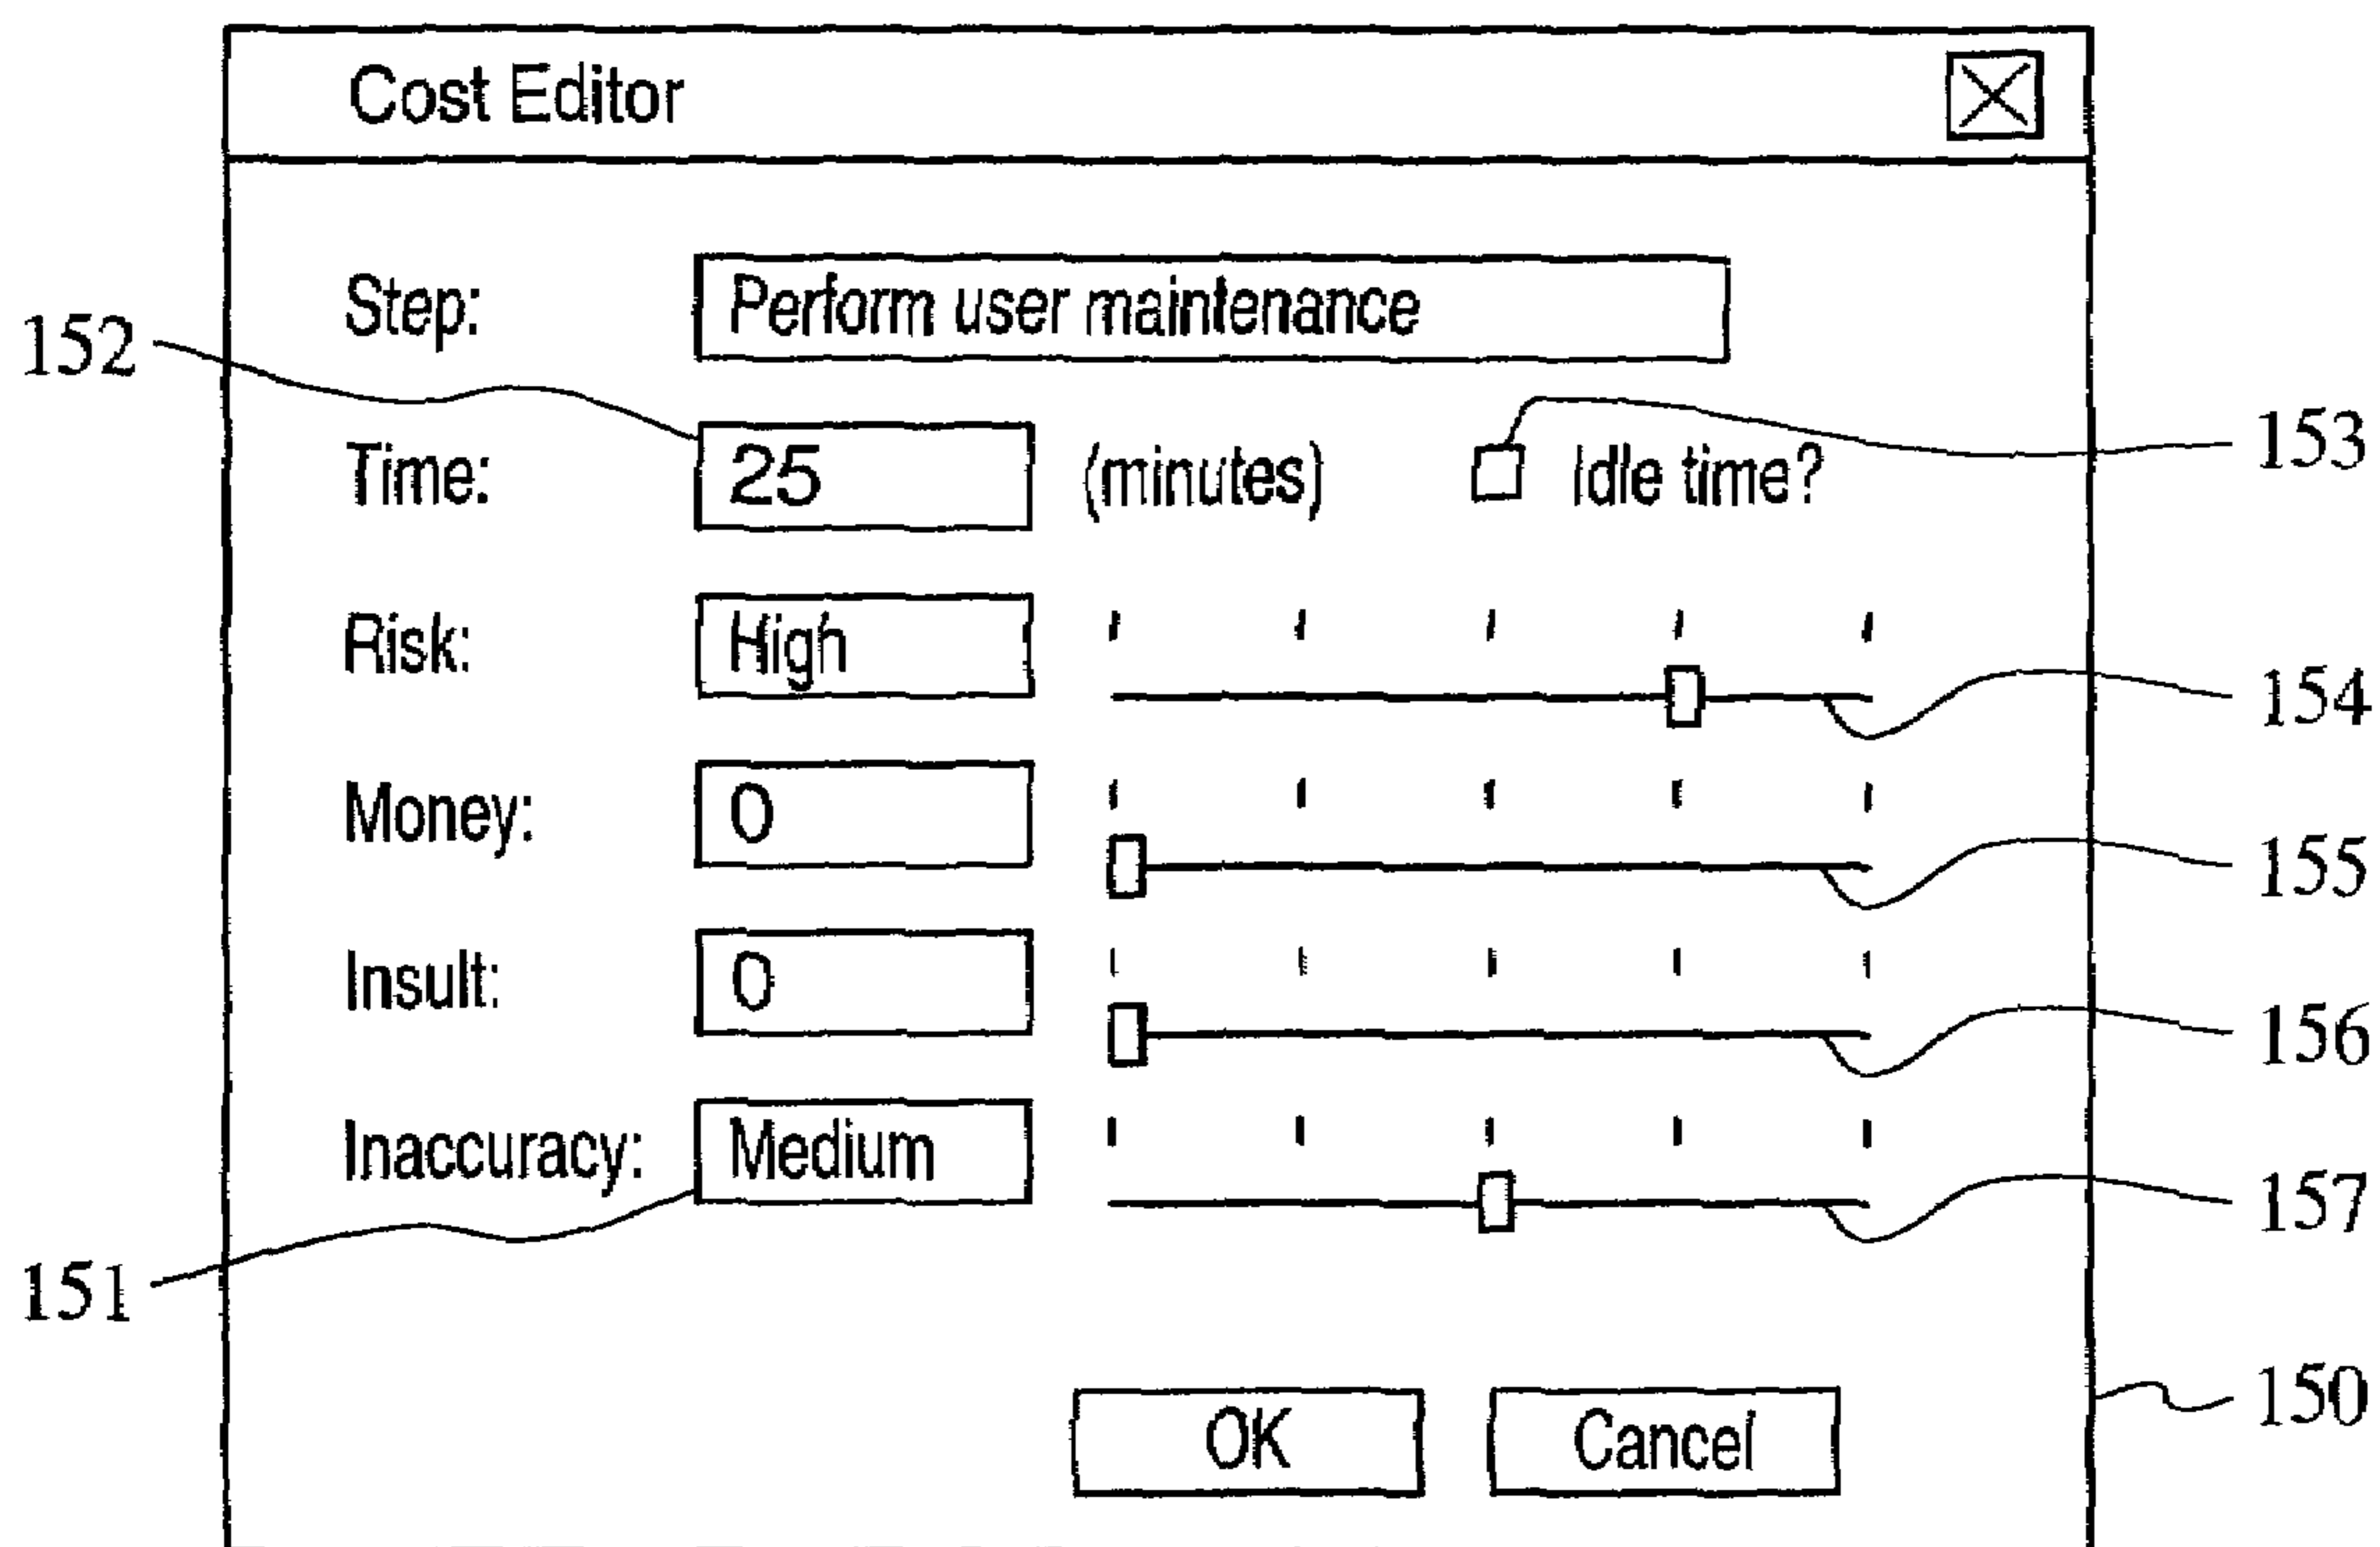 Cost Editor
Step: Perform user maintenance
152
Time: 25 (minutes) Idle time? 153
Risk: High
154
Money: 0
155
Insult: 0
156
Inaccuracy: Medium
157
151
150
OK Cancel